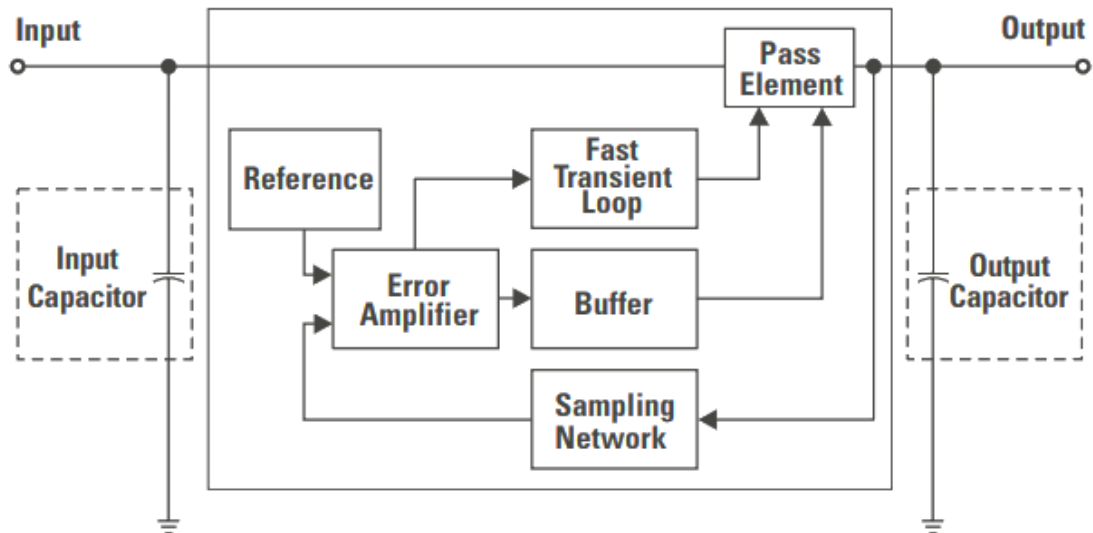 Input
Output
Pass
Element
Reference
Fast
Transient
Loop
Input
Capacitor
Error
Amplifier
Buffer
Output
Capacitor
Sampling
Network